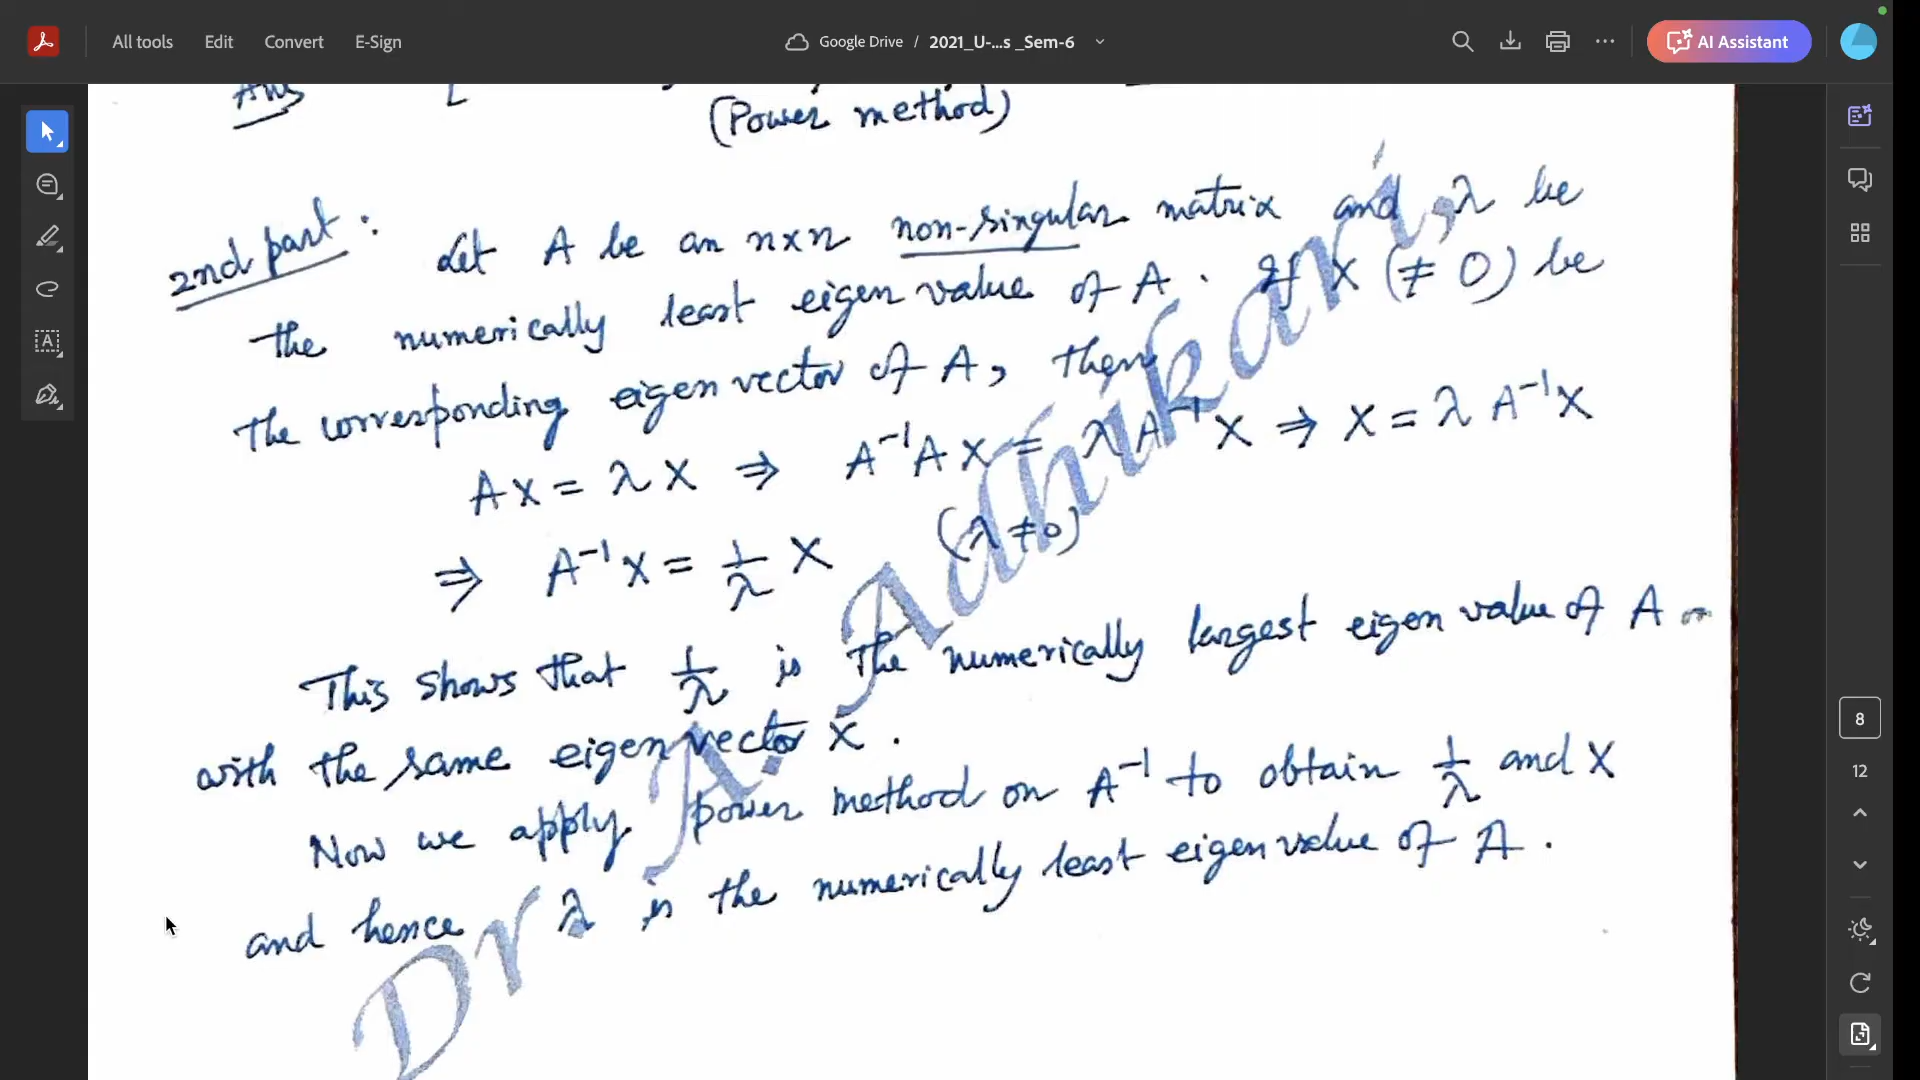 All tools Edit Convert E-Sign Google Drive / 2021_U-...s _Sem-6 AI Assistant
Ans
(Power method)
2nd part : Let A be an n×n non-singular matrix and λ be
the numerically least eigen value of A . If X (≠ 0) be
the corresponding eigen vector of A, then
AX = λ X ⇒ A⁻¹A X = λ A⁻¹ X ⇒ X = λ A⁻¹X
⇒ A⁻¹X = 1/λ X (λ ≠ 0)
This shows that 1/λ is the numerically largest eigen value of A
with the same eigen vector X .
Now we apply power method on A⁻¹ to obtain 1/λ and X
and hence λ is the numerically least eigen value of A .
Dr A. Adhikari
8
12